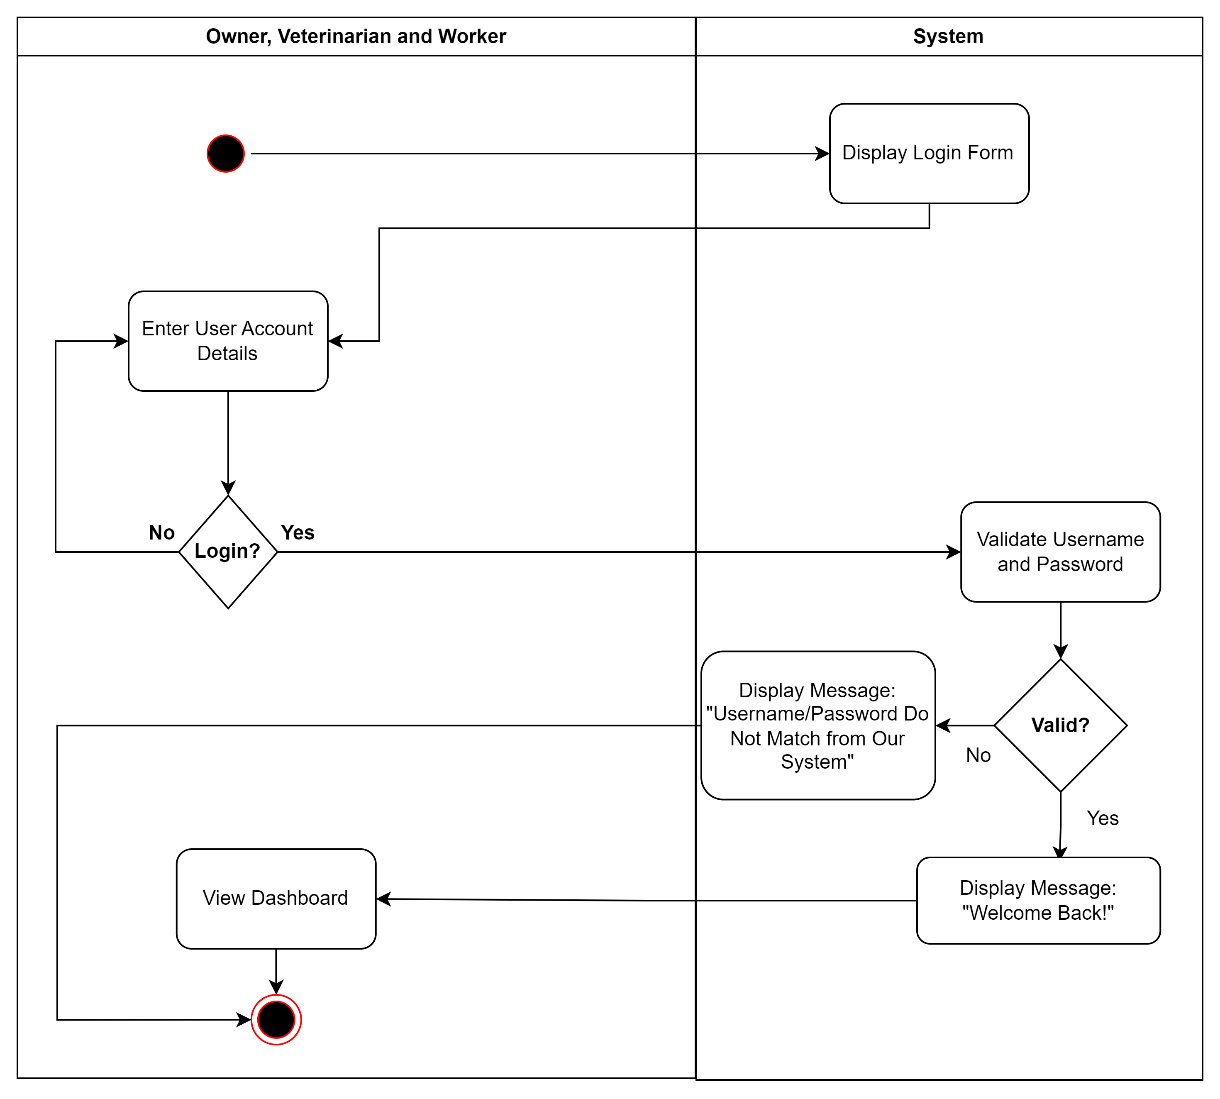 Owner, Veterinarian and Worker
System
Display Login Form
Enter User Account
Details
No
Yes
Login?
Validate Username
and Password
Display Message:
"Username/Password Do
Not Match from Our
System"
Valid?
No
Yes
View Dashboard
Display Message:
"Welcome Back!"